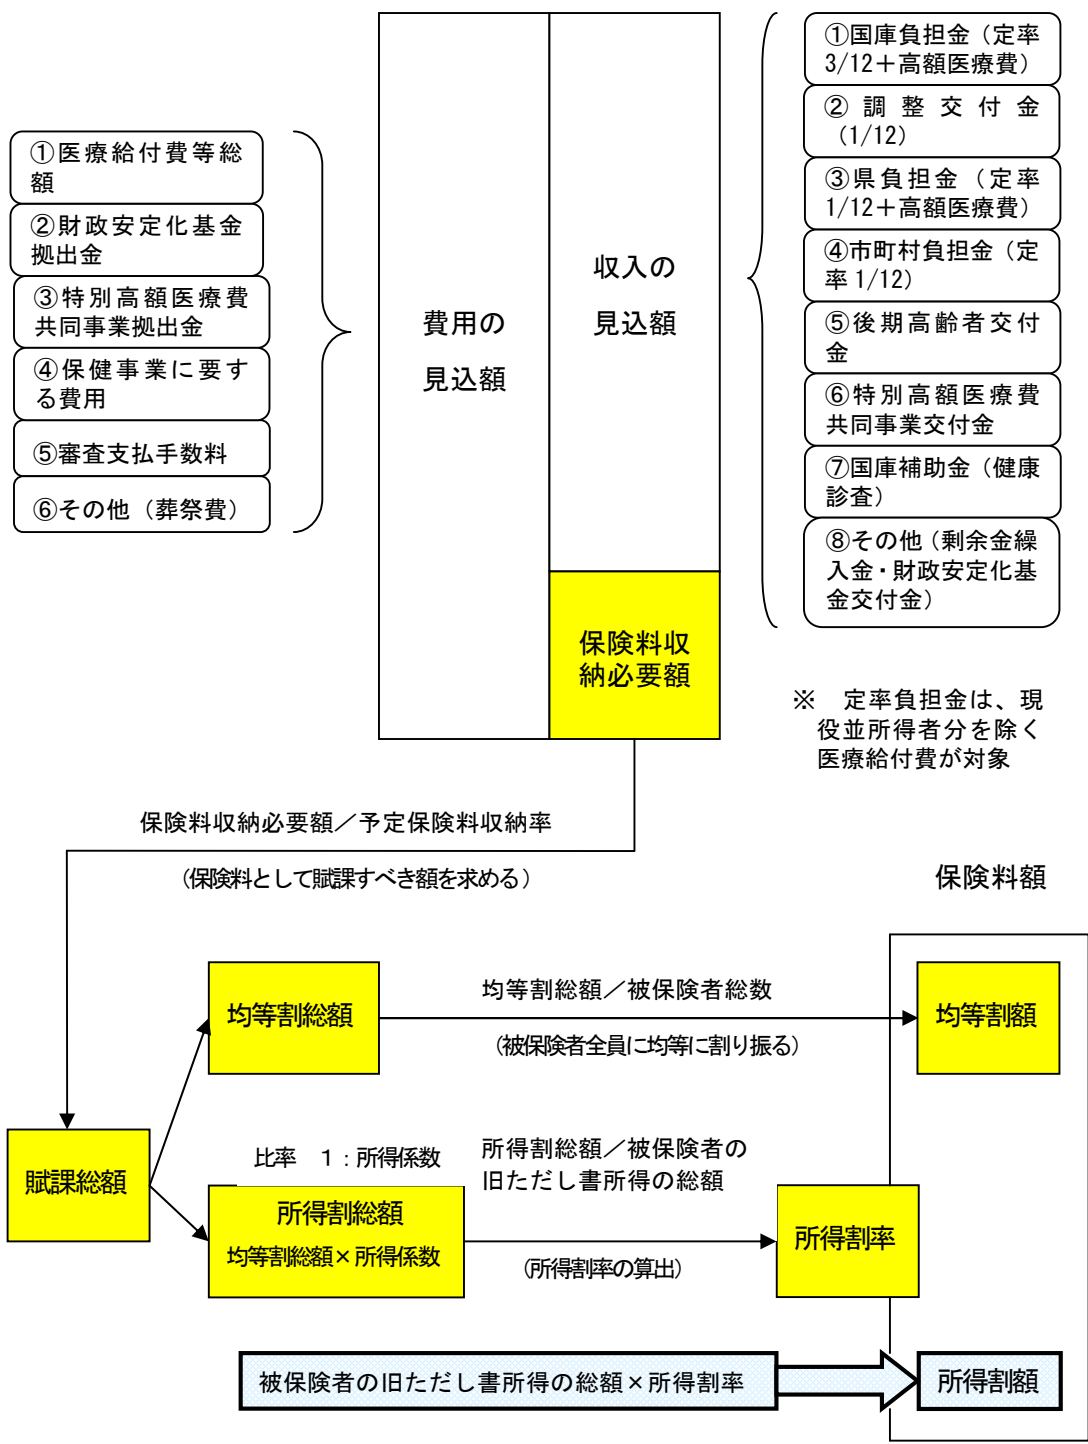 ①医療給付費等総
額
②財政安定化基金
拠出金
③特別高額医療費
共同事業拠出金
④保健事業に要す
る費用
⑤審査支払手数料
⑥その他（葬祭費）
費用の
見込額
収入の
見込額
保険料収
納必要額
①国庫負担金（定率
3/12＋高額医療費）
②調整交付金
（1/12）
③県負担金（定率
1/12＋高額医療費）
④市町村負担金（定
率 1/12）
⑤後期高齢者交付
金
⑥特別高額医療費
共同事業交付金
⑦国庫補助金（健康
診査）
⑧その他（剰余金繰
入金・財政安定化基
金交付金）
※　定率負担金は、現
役並所得者分を除く
医療給付費が対象
保険料収納必要額／予定保険料収納率
（保険料として賦課すべき額を求める）
保険料額
均等割総額
均等割総額／被保険者総数
（被保険者全員に均等に割り振る）
均等割額
賦課総額
比率　１：所得係数
所得割総額
均等割総額×所得係数
所得割総額／被保険者の
旧ただし書所得の総額
（所得割率の算出）
所得割率
被保険者の旧ただし書所得の総額×所得割率
所得割額